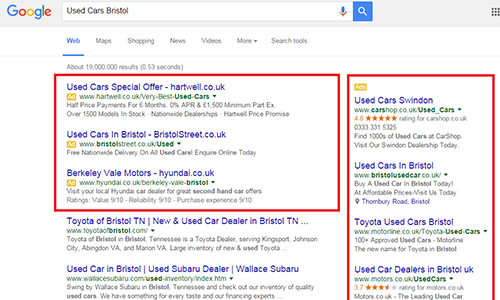 Google
Used Cars Bristol
Web Maps Shopping News Videos More Search tools
About 19,000,000 results (0.53 seconds)
Used Cars Special Offer - hartwell.co.uk
Ad www.hartwell.co.uk/Very-Best-Used-Cars
Half Price Payments For 6 Months. 0% APR & £1,500 Minimum Part Ex.
Over 1500 Models In Stock · Nationwide Dealerships · Hartwell Price Promise
Used Cars In Bristol - BristolStreet.co.uk
Ad www.bristolstreet.co.uk/Used
Free Nationwide Delivery On All Used Cars! Enquire Online Today
Berkeley Vale Motors - hyundai.co.uk
Ad www.hyundai.co.uk/berkeley-vale-bristol
Visit your local Hyundai car dealer for great second hand car offers
Ratings: Value 9/10 - Reliability 9/10 - Purchase experience 9/10
Toyota of Bristol | New & Used Car Dealer in Bristol TN ...
www.toyotaofbristol.com/
Toyota of Bristol in Bristol, Tennessee is a Toyota Dealer, serving Kingsport, Johnson
City, Abingdon VA, and Marion VA. Large inventory of new & used Toyota ...
Used Car in Bristol | Used Subaru Dealer | Wallace Subaru
www.wallacesubaru.com/used-inventory/index.htm
Swing by Wallace Subaru in Bristol, Tennessee and check out our inventory of quality
used cars. We have something for every taste and our financing experts ...
Ads
Used Cars Swindon
www.carshop.co.uk/Used_Cars
4.8 rating for carshop.co.uk
0333 331 5325
Find 1000s of Used Cars at CarShop
Visit Our Swindon Dealership Today.
Used Cars In Bristol
www.bristolusedcar.co.uk/
Buy A Used Car In Bristol Today!
At Affordable Prices-Visit Us Today
Thornbury Road, Bristol
Toyota Used Cars Bristol
www.motorline.co.uk/Toyota-Used-Cars
100+ Approved Used Cars - Motorline
The new name for Toyota in Bristol
Used Car Dealers in Bristol uk
www.motors.co.uk/usedCars
3.7 rating for motors.co.uk
Motors.co.uk - The Leading Used Car